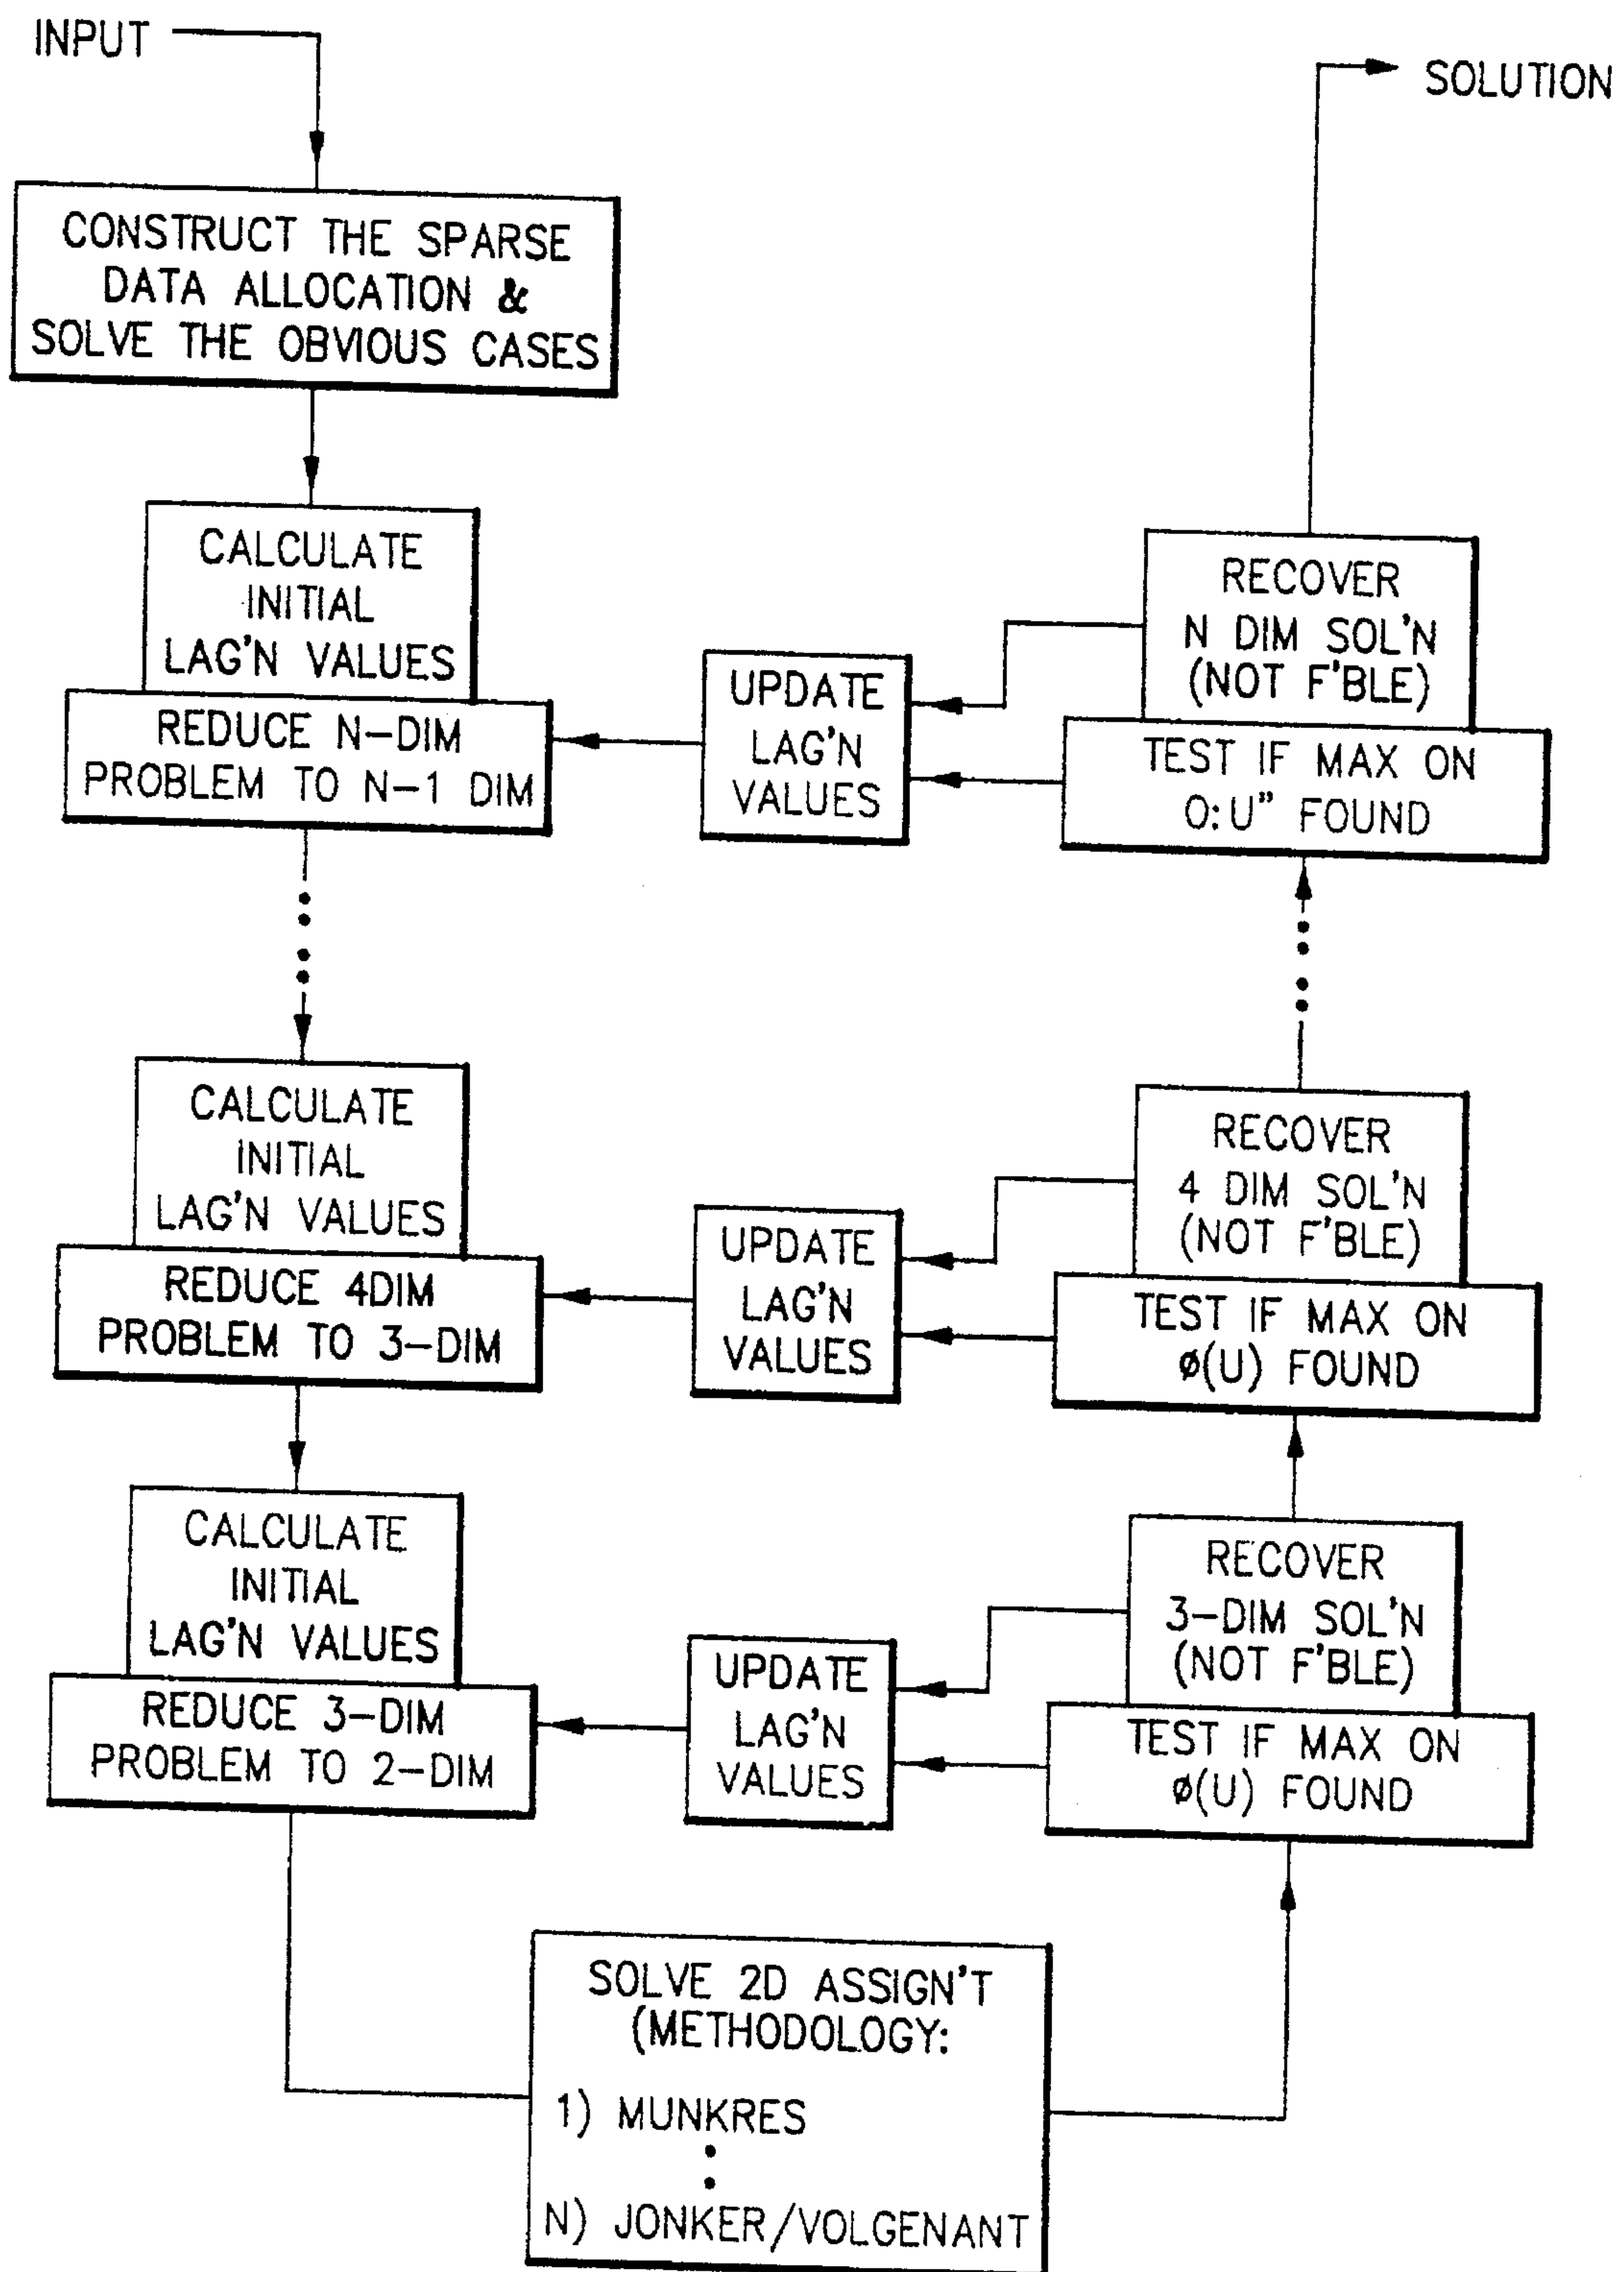 INPUT
SOLUTION
CONSTRUCT THE SPARSE
DATA ALLOCATION &
SOLVE THE OBVIOUS CASES
CALCULATE
INITIAL
LAG'N VALUES
REDUCE N-DIM
PROBLEM TO N-1 DIM
UPDATE
LAG'N
VALUES
RECOVER
N DIM SOL'N
(NOT F'BLE)
TEST IF MAX ON
O:U" FOUND
CALCULATE
INITIAL
LAG'N VALUES
REDUCE 4DIM
PROBLEM TO 3-DIM
UPDATE
LAG'N
VALUES
RECOVER
4 DIM SOL'N
(NOT F'BLE)
TEST IF MAX ON
ø(U) FOUND
CALCULATE
INITIAL
LAG'N VALUES
REDUCE 3-DIM
PROBLEM TO 2-DIM
UPDATE
LAG'N
VALUES
RECOVER
3-DIM SOL'N
(NOT F'BLE)
TEST IF MAX ON
ø(U) FOUND
SOLVE 2D ASSIGN'T
(METHODOLOGY:
1) MUNKRES
N) JONKER/VOLGENANT